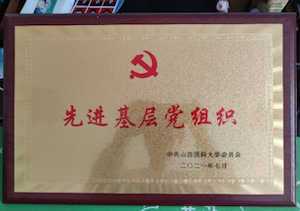 先进基层党组织
中共山西医科大学委员会
二〇二一年七月